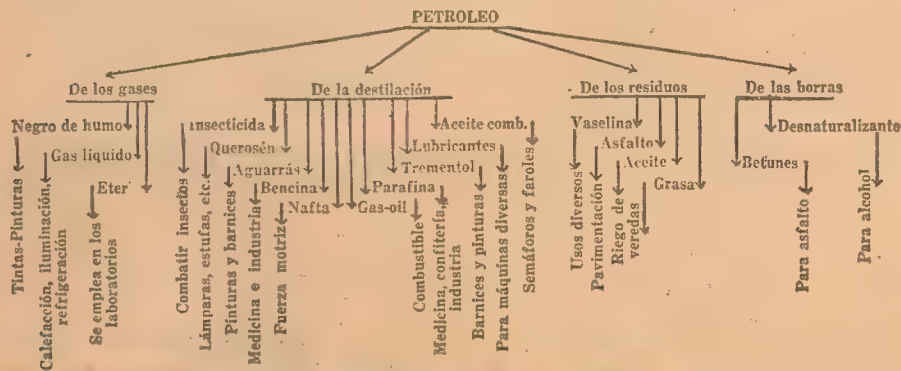 PETROLEO
De los gases
De la destilación
De los residuos
De las borras
Negro de humo
Gas líquido
Eter
Tintas-Pinturas
Calefacción, iluminación,
refrigeración
Se emplea en los
laboratorios
Insecticida
Querosén
Aguarrás
Bencina
Nafta
Gas-oil
Parafina
Trementol
Lubricantes
Aceite comb.
Combatir insectos
Lámparas, estufas, etc.
Pinturas y barnices
Medicina e industria
Fuerza motriz
Combustible
Medicina, confitería,
industria
Barnices y pinturas
Para máquinas diversas
Semáforos y faroles
Vaselina
Asfalto
Aceite
Grasa
Usos diversos
Pavimentación
Riego de
veredas
Betunes
Desnaturalizante
Para asfalto
Para alcohol